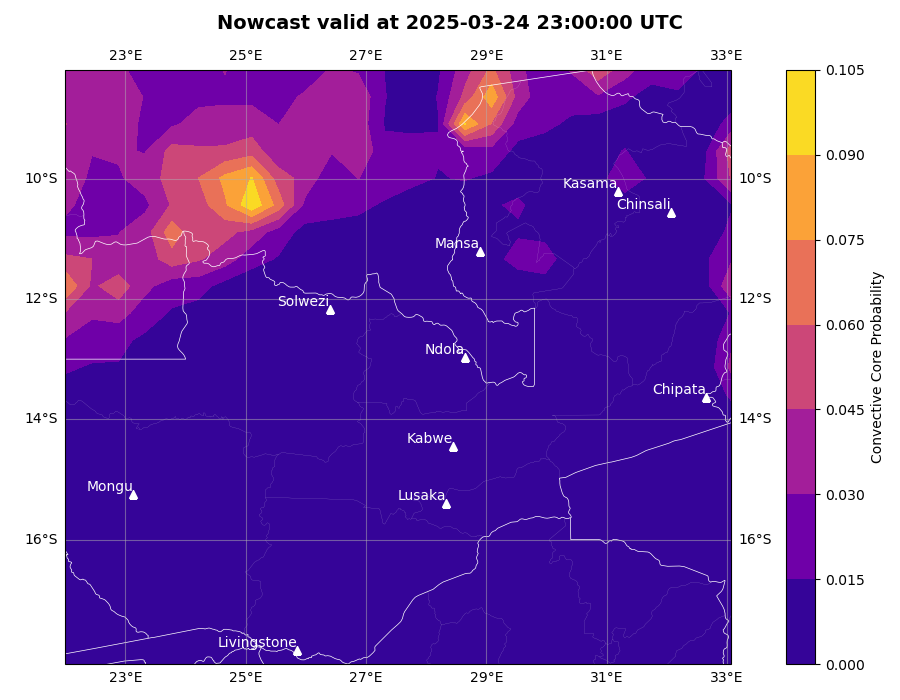 Nowcast valid at 2025-03-24 23:00:00 UTC
23°E 25°E 27°E 29°E 31°E 33°E
0.105
0.090
10°S Kasama 10°S
Chinsali
0.075
Mansa
12°S Solwezi 12°S
0.060
Ndola
Chipata
0.045
14°S 14°S
Kabwe
Mongu Lusaka
0.030
16°S 16°S
0.015
Livingstone
0.000
23°E 25°E 27°E 29°E 31°E 33°E
Convective Core Probability